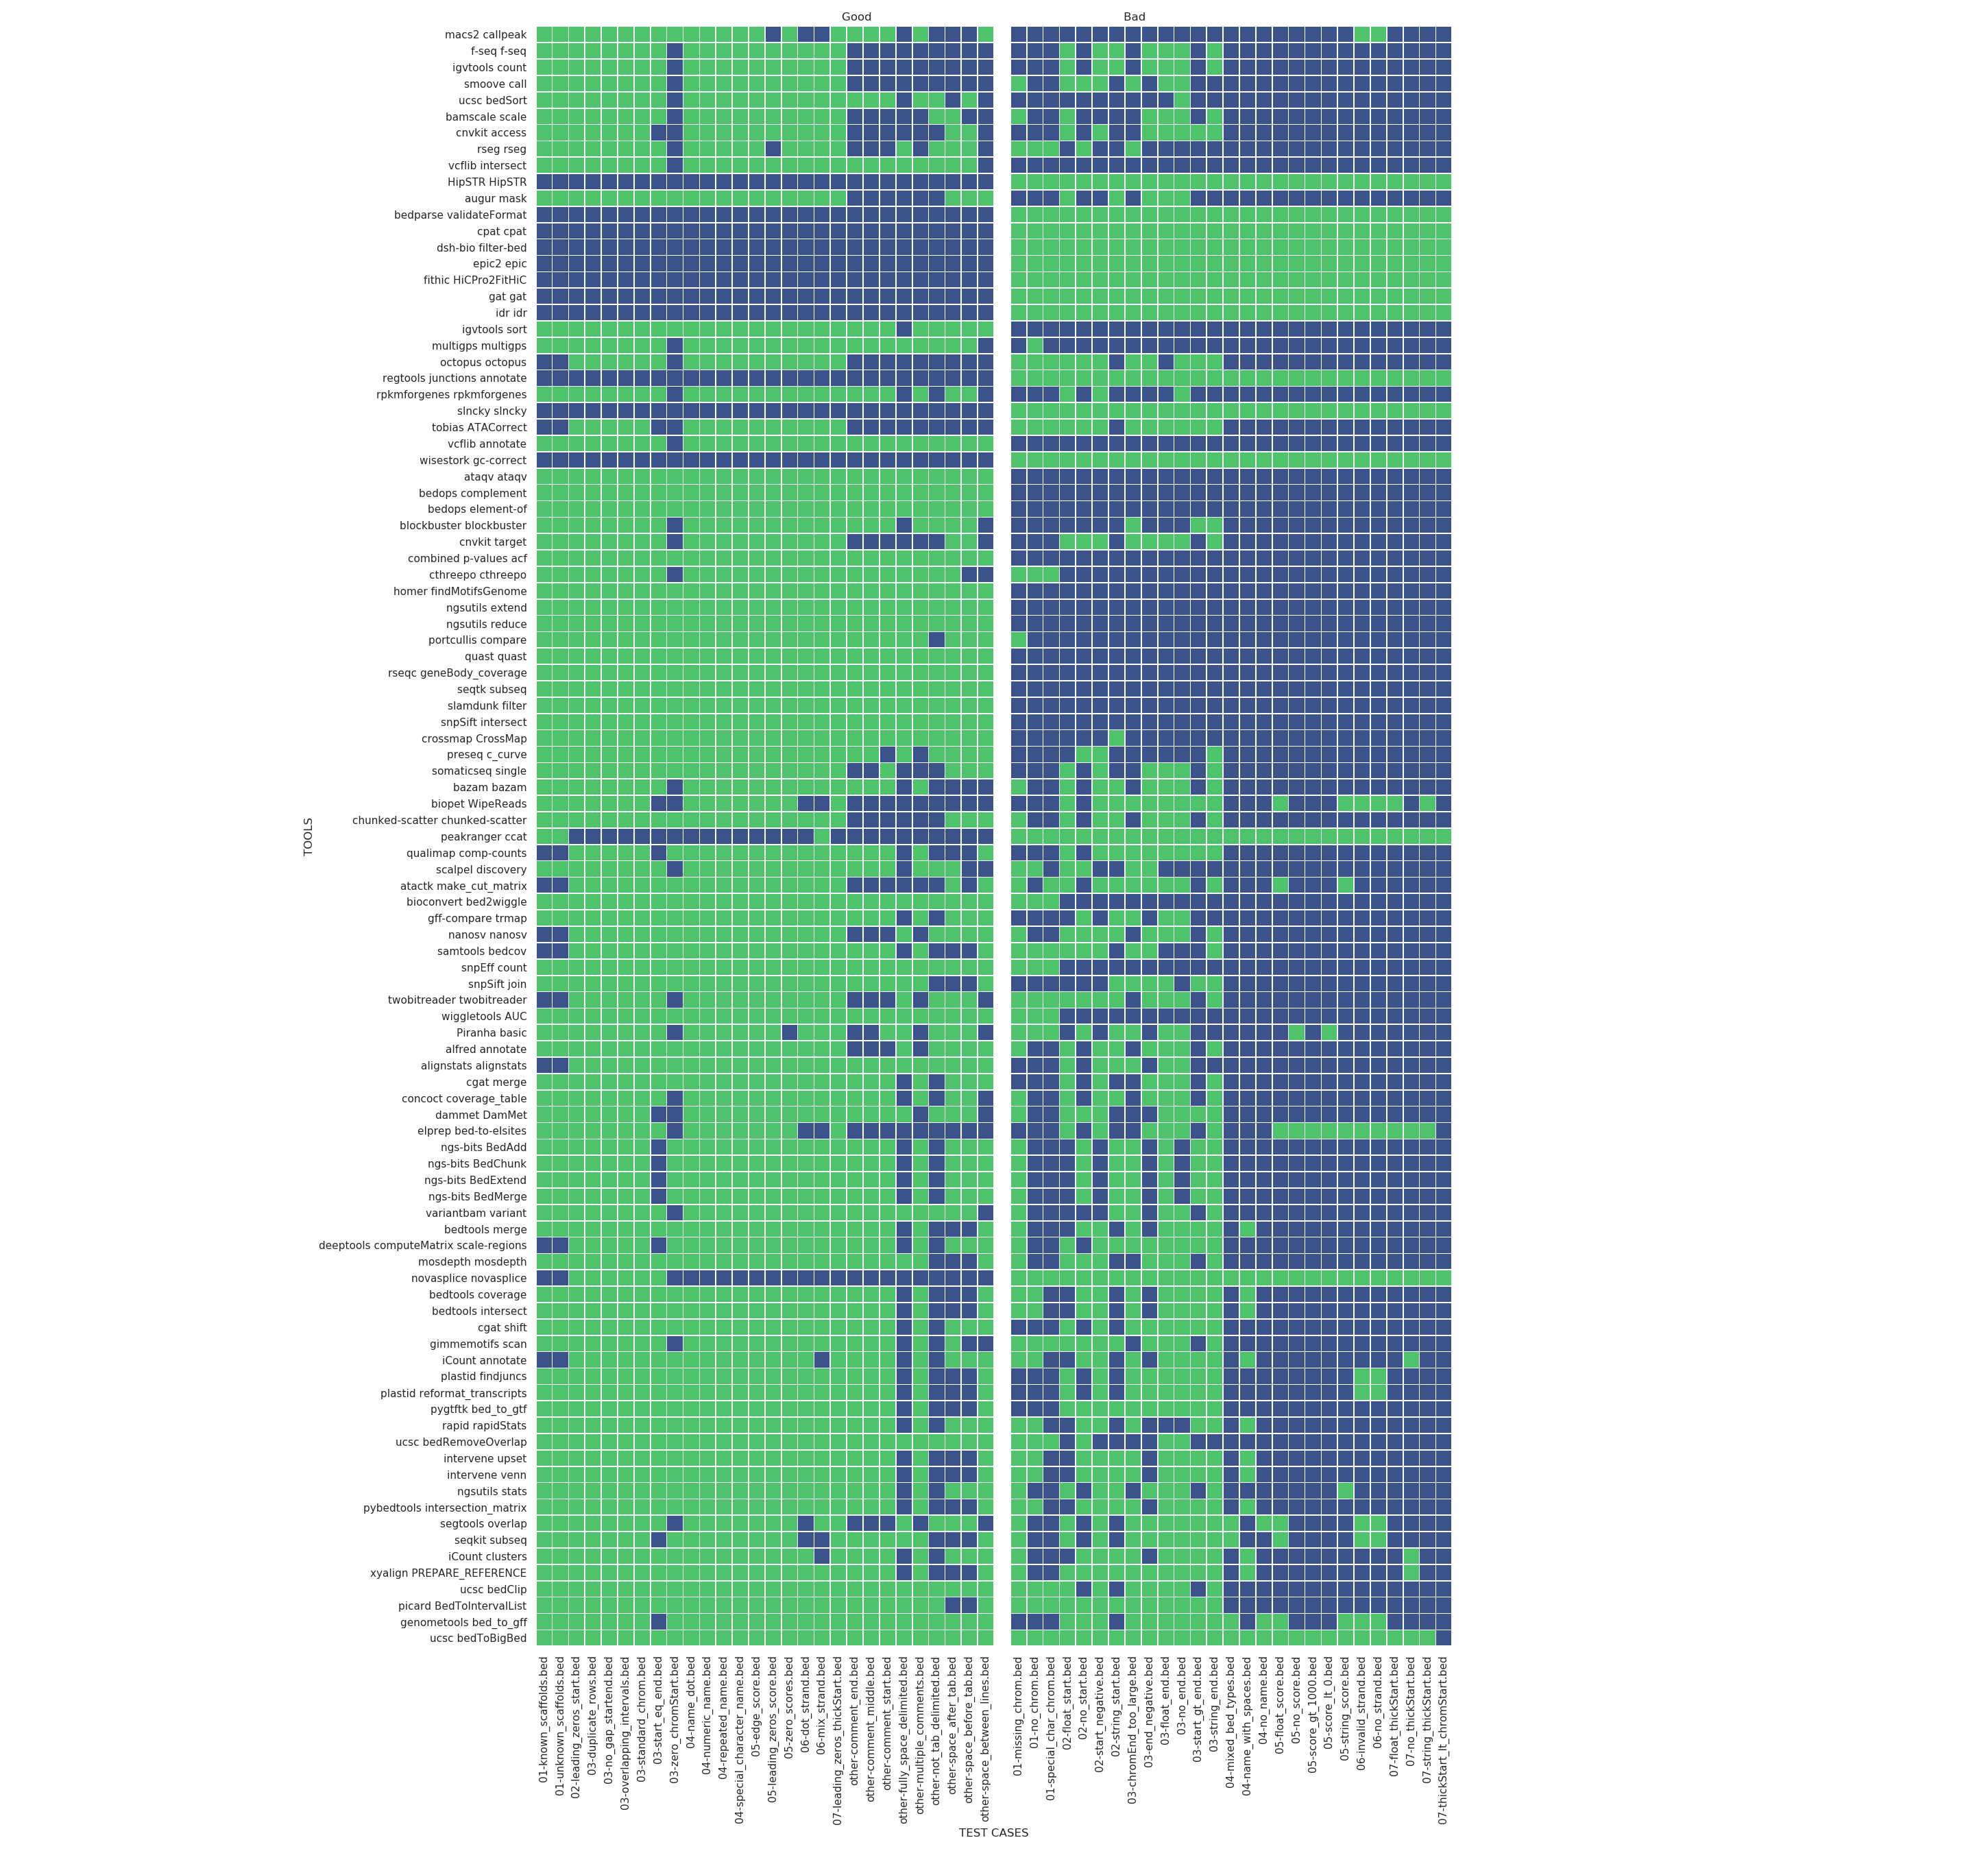 Good
Bad
macs2 callpeak
f-seq f-seq
igvtools count
smoove call
ucsc bedSort
bamscale scale
cnvkit access
rseg rseg
vcflib intersect
HipSTR HipSTR
augur mask
bedparse validateFormat
cpat cpat
dsh-bio filter-bed
epic2 epic
fithic HiCPro2FitHiC
gat gat
idr idr
igvtools sort
multigps multigps
octopus octopus
regtools junctions annotate
rpkmforgenes rpkmforgenes
slncky slncky
tobias ATACorrect
vcflib annotate
wisestork gc-correct
ataqv ataqv
bedops complement
bedops element-of
blockbuster blockbuster
cnvkit target
combined p-values acf
cthreepo cthreepo
homer findMotifsGenome
ngsutils extend
ngsutils reduce
portcullis compare
quast quast
rseqc geneBody_coverage
seqtk subseq
slamdunk filter
snpSift intersect
crossmap CrossMap
preseq c_curve
somaticseq single
bazam bazam
biopet WipeReads
chunked-scatter chunked-scatter
peakranger ccat
qualimap comp-counts
scalpel discovery
atactk make_cut_matrix
bioconvert bed2wiggle
gff-compare trmap
nanosv nanosv
samtools bedcov
snpEff count
snpSift join
twobitreader twobitreader
wiggletools AUC
Piranha basic
alfred annotate
alignstats alignstats
cgat merge
concoct coverage_table
dammet DamMet
elprep bed-to-elsites
ngs-bits BedAdd
ngs-bits BedChunk
ngs-bits BedExtend
ngs-bits BedMerge
variantbam variant
bedtools merge
deeptools computeMatrix scale-regions
mosdepth mosdepth
novasplice novasplice
bedtools coverage
bedtools intersect
cgat shift
gimmemotifs scan
iCount annotate
plastid findjuncs
plastid reformat_transcripts
pygtftk bed_to_gtf
rapid rapidStats
ucsc bedRemoveOverlap
intervene upset
intervene venn
ngsutils stats
pybedtools intersection_matrix
segtools overlap
seqkit subseq
iCount clusters
xyalign PREPARE_REFERENCE
ucsc bedClip
picard BedToIntervalList
genometools bed_to_gff
ucsc bedToBigBed
TOOLS
01-known_scaffolds.bed
01-unknown_scaffolds.bed
02-leading_zeros_start.bed
03-duplicate_rows.bed
03-no_gap_startend.bed
03-overlapping_intervals.bed
03-standard_chrom.bed
03-start_eq_end.bed
03-zero_chromStart.bed
04-name_dot.bed
04-numeric_name.bed
04-repeated_name.bed
04-special_character_name.bed
05-edge_score.bed
05-leading_zeros_score.bed
05-zero_scores.bed
06-dot_strand.bed
06-mix_strand.bed
07-leading_zeros_thickStart.bed
other-comment_end.bed
other-comment_middle.bed
other-comment_start.bed
other-fully_space_delimited.bed
other-multiple_comments.bed
other-not_tab_delimited.bed
other-space_after_tab.bed
other-space_before_tab.bed
other-space_between_lines.bed
01-missing_chrom.bed
01-no_chrom.bed
01-special_char_chrom.bed
02-float_start.bed
02-no_start.bed
02-start_negative.bed
02-string_start.bed
03-chromEnd_too_large.bed
03-end_negative.bed
03-float_end.bed
03-no_end.bed
03-start_gt_end.bed
03-string_end.bed
04-mixed_bed_types.bed
04-name_with_spaces.bed
04-no_name.bed
05-float_score.bed
05-no_score.bed
05-score_gt_1000.bed
05-score_lt_0.bed
05-string_score.bed
06-invalid_strand.bed
06-no_strand.bed
07-float_thickStart.bed
07-no_thickStart.bed
07-string_thickStart.bed
07-thickStart_lt_chromStart.bed
TEST CASES